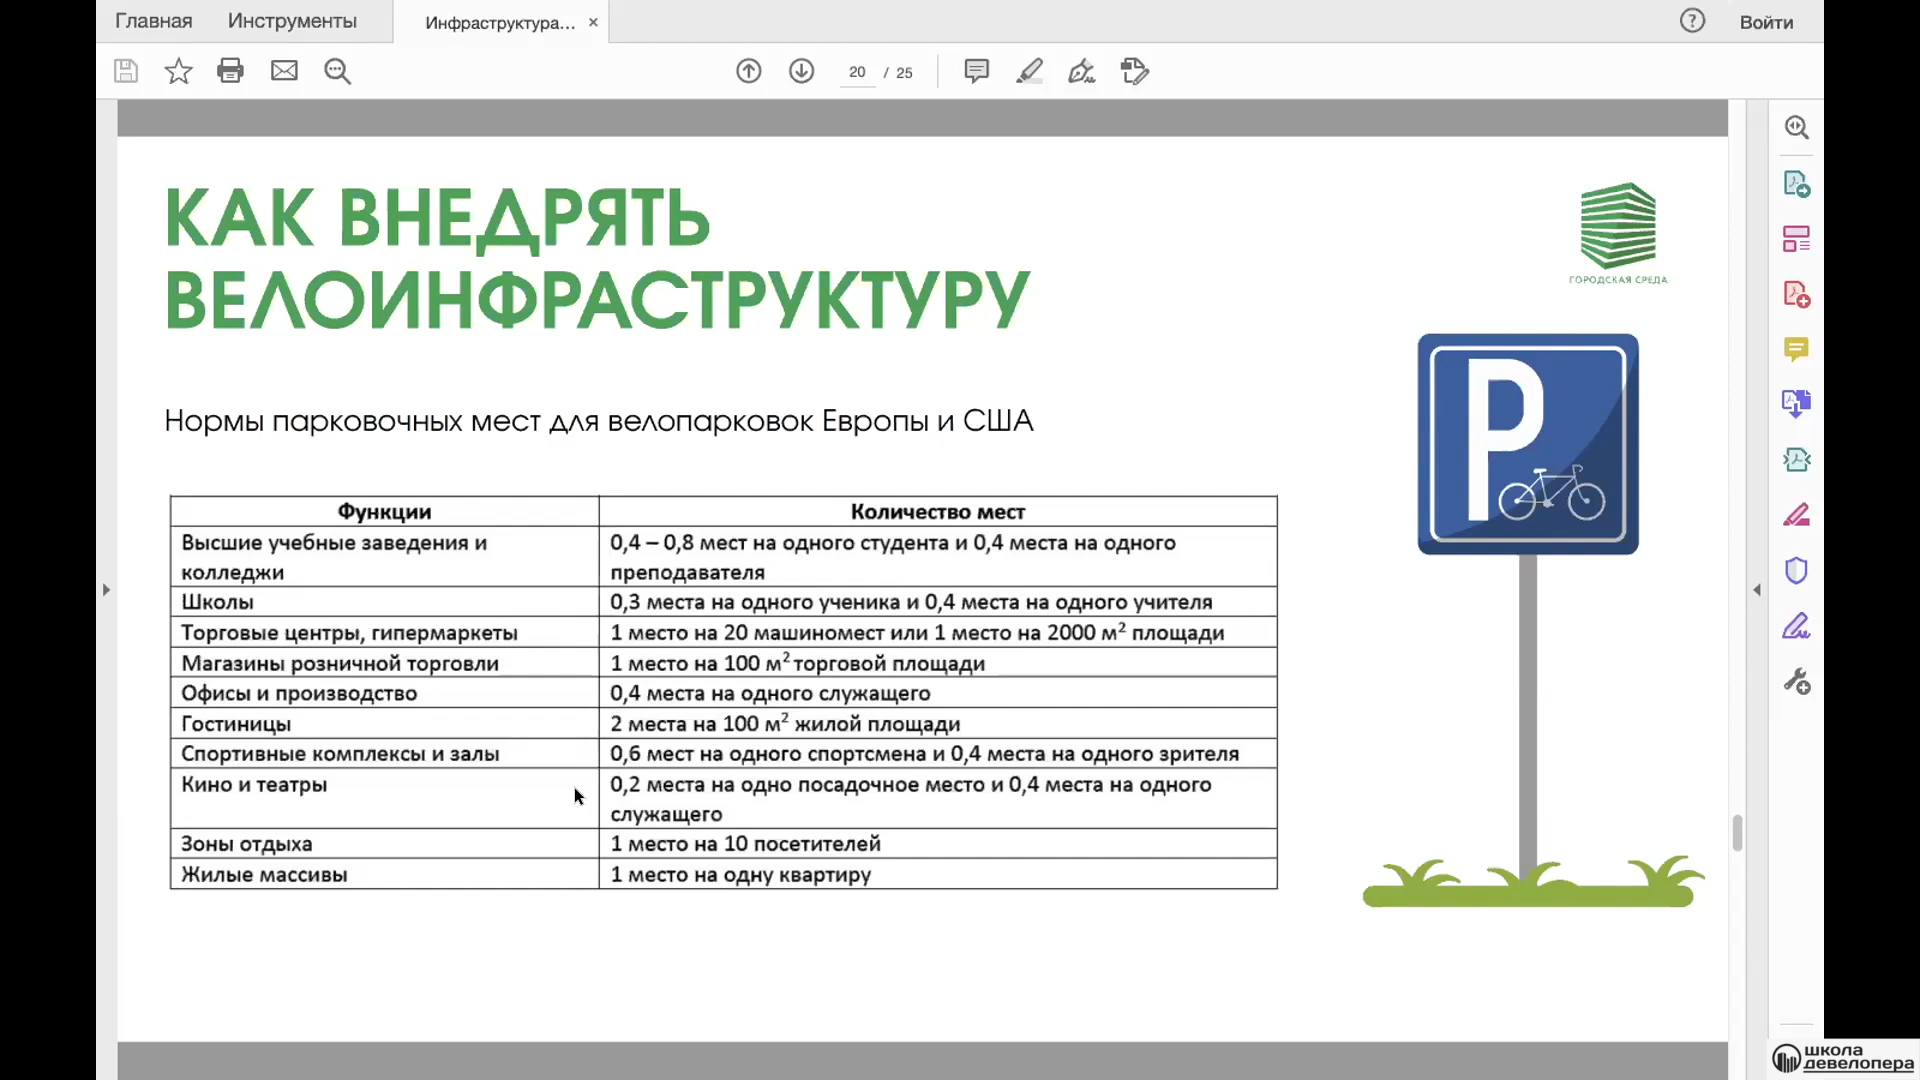 Главная Инструменты Инфраструктура... × ? Войти
20 / 25
КАК ВНЕДРЯТЬ
ВЕЛОИНФРАСТРУКТУРУ
ГОРОДСКАЯ СРЕДА
Нормы парковочных мест для велопарковок Европы и США
P
Функции Количество мест
Высшие учебные заведения и
колледжи
0,4 – 0,8 мест на одного студента и 0,4 места на одного
преподавателя
Школы 0,3 места на одного ученика и 0,4 места на одного учителя
Торговые центры, гипермаркеты 1 место на 20 машиномест или 1 место на 2000 м² площади
Магазины розничной торговли 1 место на 100 м² торговой площади
Офисы и производство 0,4 места на одного служащего
Гостиницы 2 места на 100 м² жилой площади
Спортивные комплексы и залы 0,6 мест на одного спортсмена и 0,4 места на одного зрителя
Кино и театры 0,2 места на одно посадочное место и 0,4 места на одного
служащего
Зоны отдыха 1 место на 10 посетителей
Жилые массивы 1 место на одну квартиру
школа
девелопера